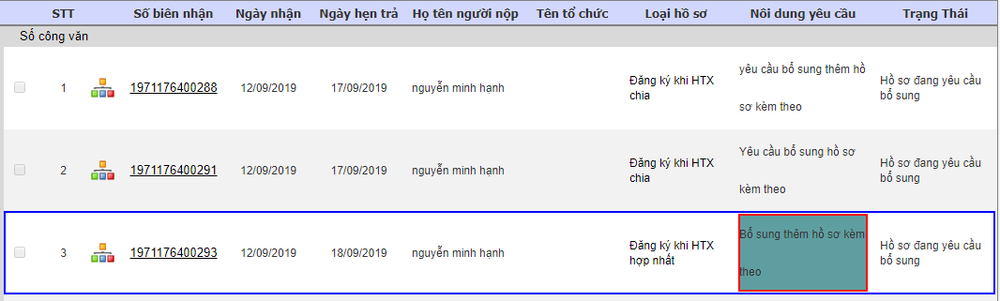 STT Số biên nhận Ngày nhận Ngày hẹn trả Họ tên người nộp Tên tổ chức Loại hồ sơ Nôi dung yêu cầu Trạng Thái
Số công văn
1 1971176400288 12/09/2019 17/09/2019 nguyễn minh hạnh Đăng ký khi HTX chia yêu cầu bổ sung thêm hồ sơ kèm theo Hồ sơ đang yêu cầu bổ sung
2 1971176400291 12/09/2019 17/09/2019 nguyễn minh hạnh Đăng ký khi HTX chia Yêu cầu bổ sung hồ sơ kèm theo Hồ sơ đang yêu cầu bổ sung
3 1971176400293 12/09/2019 18/09/2019 nguyễn minh hạnh Đăng ký khi HTX hợp nhất Bổ sung thêm hồ sơ kèm theo Hồ sơ đang yêu cầu bổ sung